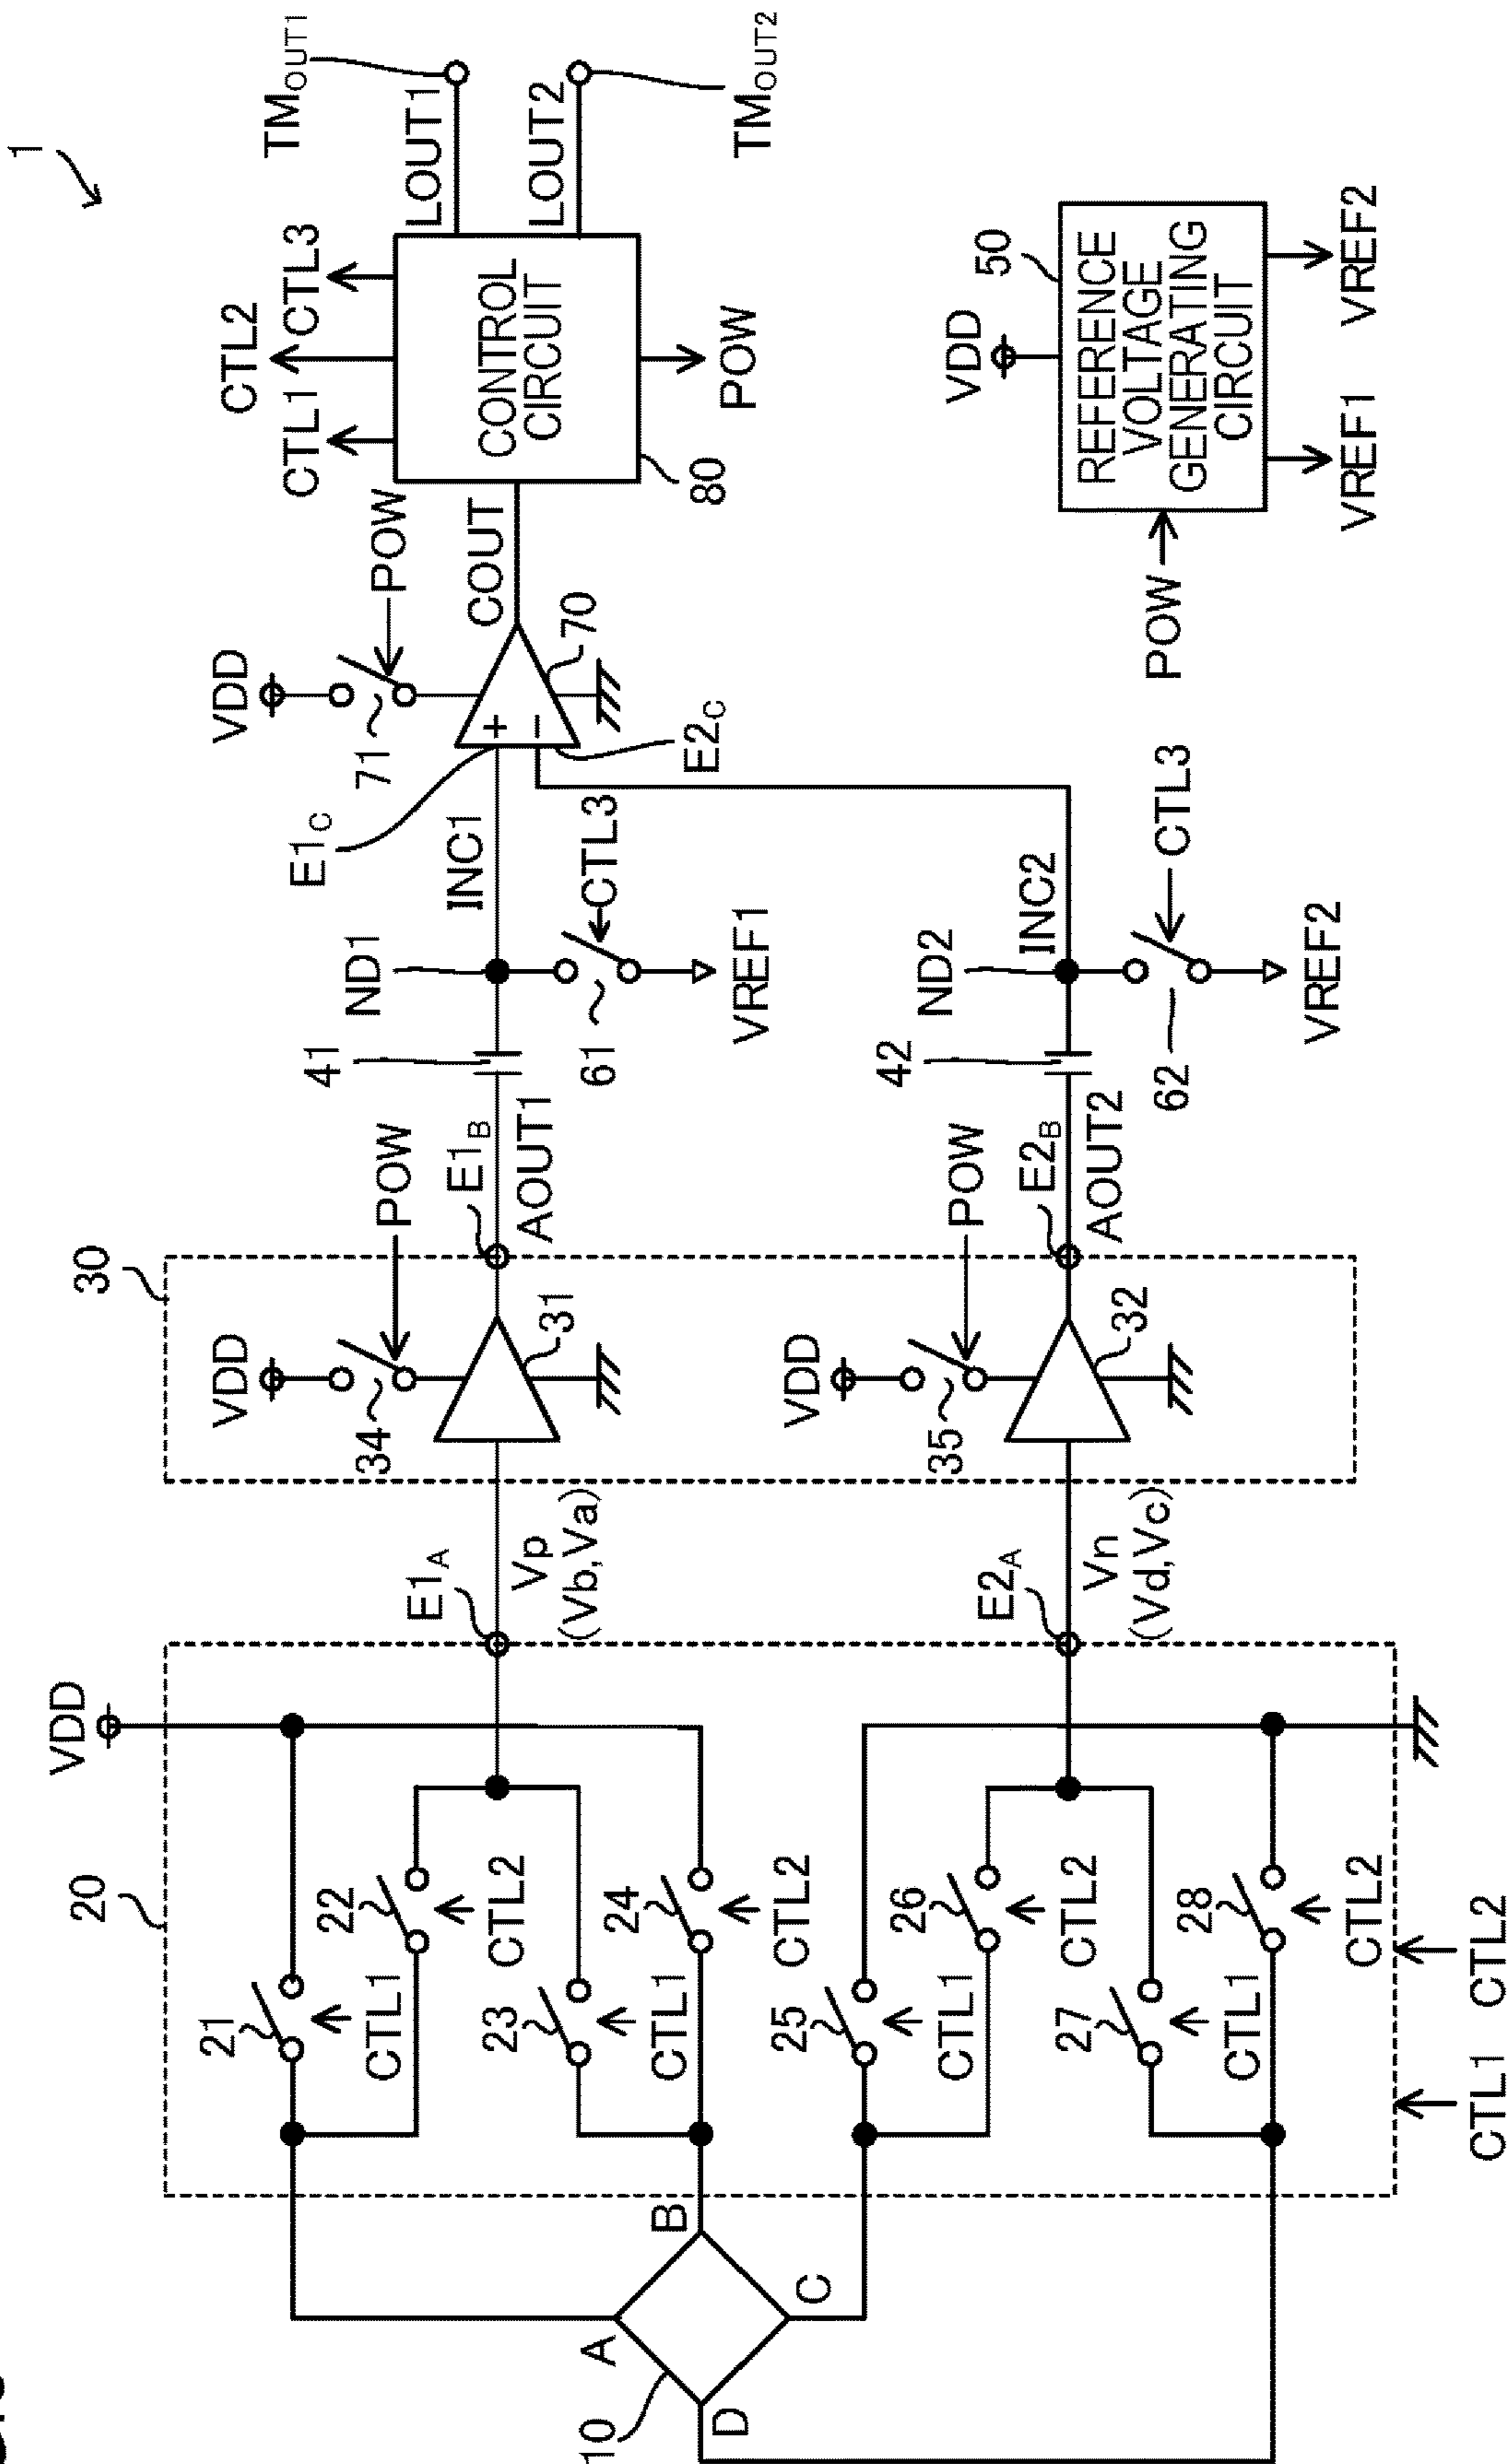 1
VDD
20
21
CTL1
22
CTL2
23
CTL1
24
CTL2
25
CTL1
26
CTL2
27
CTL1
28
CTL2
CTL1
CTL2
10
A
B
C
D
E1A
Vp
(Vb,Va)
E2A
Vn
(Vd,Vc)
30
VDD
34
POW
31
E1B
AOUT1
VDD
35
POW
32
E2B
AOUT2
41
ND1
INC1
61
CTL3
VREF1
42
ND2
INC2
62
CTL3
VREF2
E1C
E2C
VDD
71
POW
+
−
70
COUT
80
CONTROL
CIRCUIT
CTL1
CTL2
CTL3
POW
LOUT1
LOUT2
TMOUT1
TMOUT2
VDD
50
REFERENCE
VOLTAGE
GENERATING
CIRCUIT
POW
VREF1
VREF2